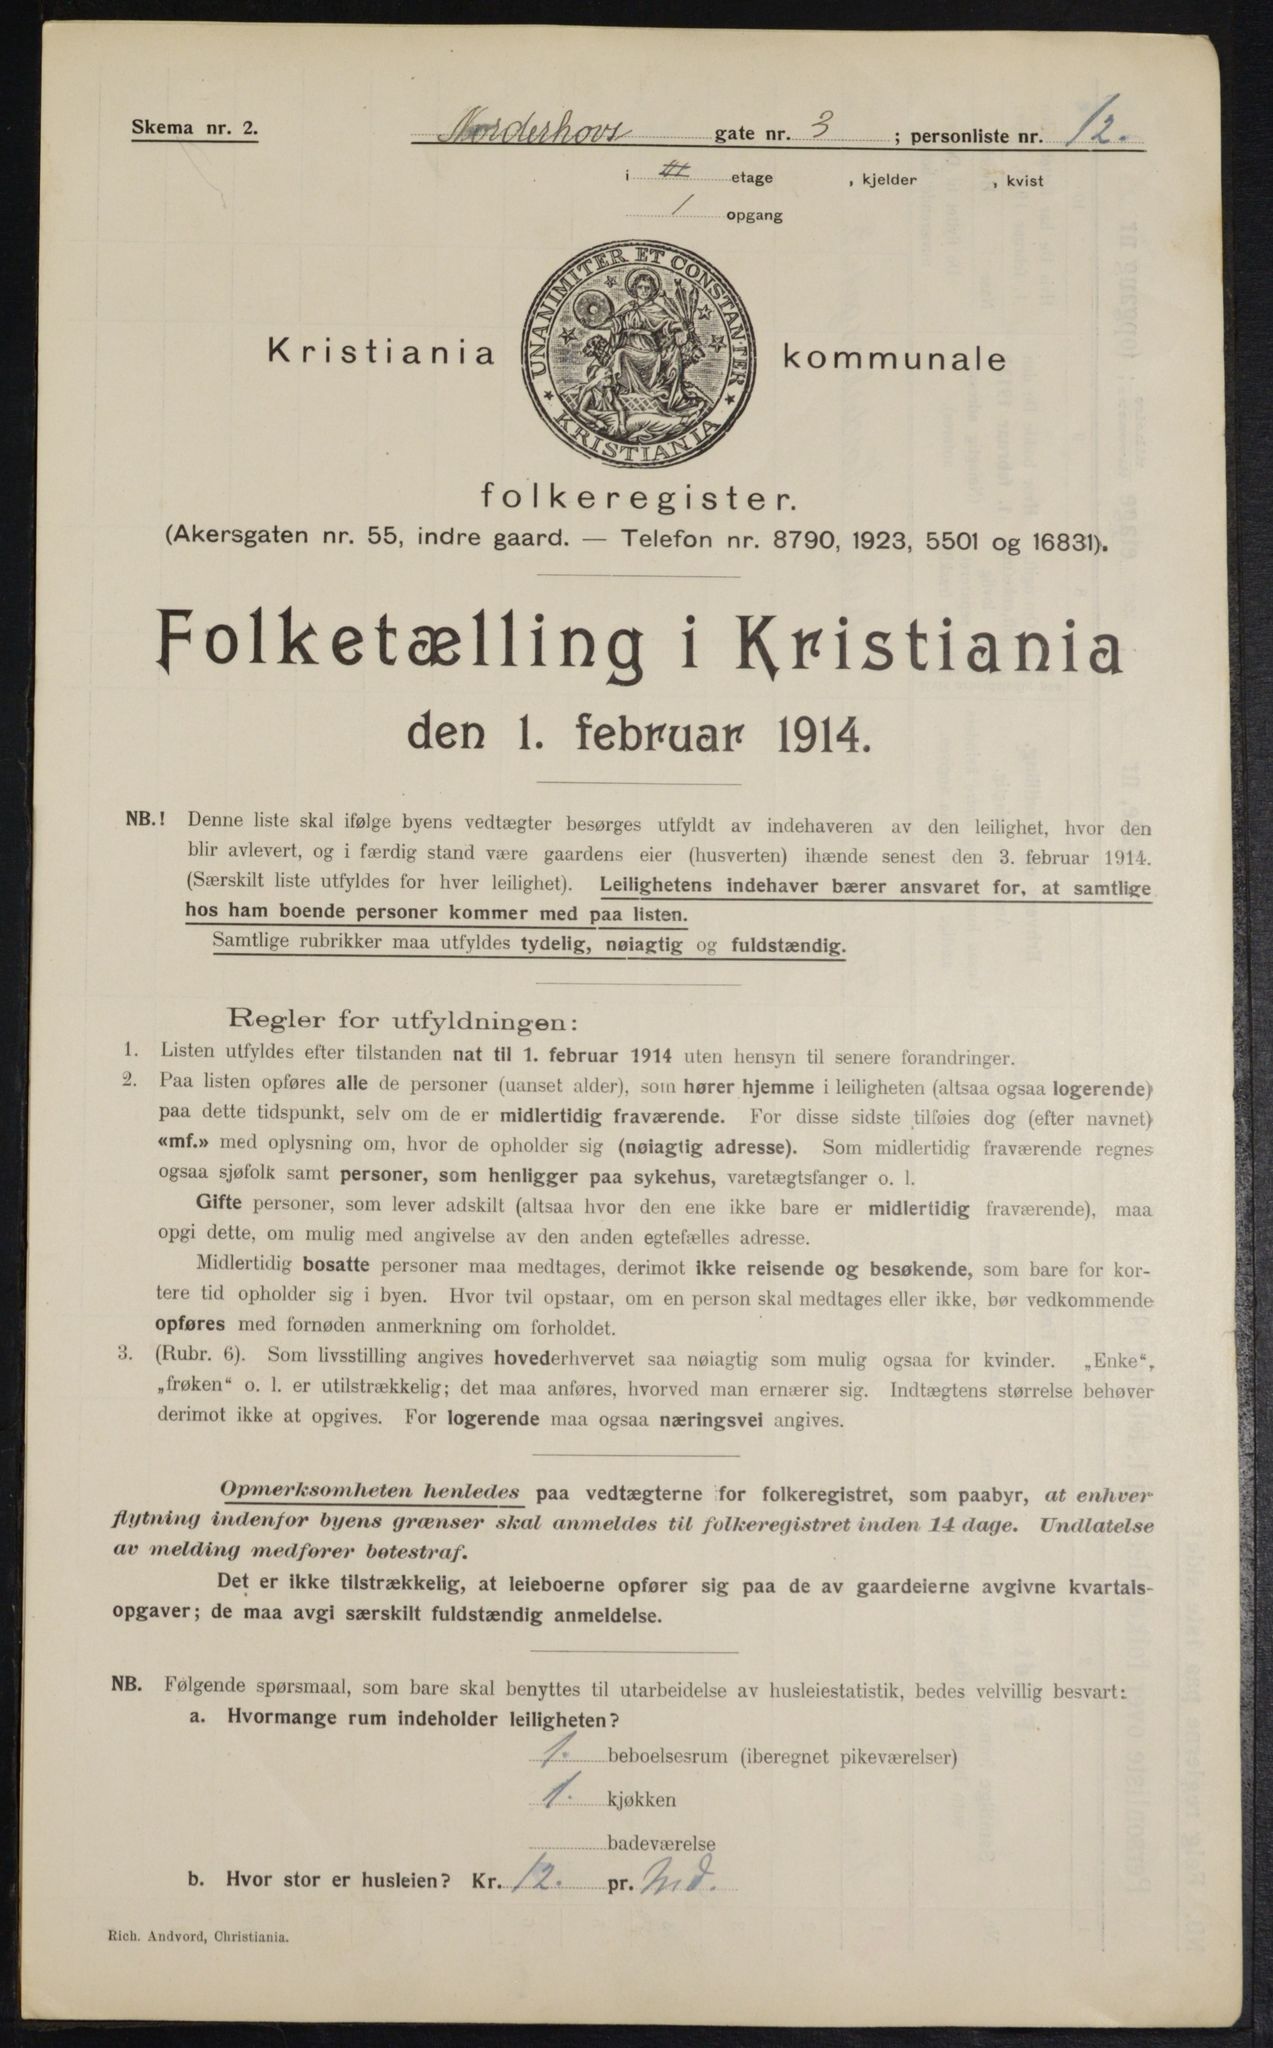 Skema nr. 2.
Norderhovs gate nr. 3 ; personliste nr. 12.
i III etage , kjelder , kvist
1 opgang
UNANIMITER ET CONSTANTER
KRISTIANIA
Kristiania kommunale
folkeregister.
(Akersgaten nr. 55, indre gaard. — Telefon nr. 8790, 1923, 5501 og 16831).
Folketælling i Kristiania
den 1. februar 1914.
NB.! Denne liste skal ifølge byens vedtægter besørges utfyldt av indehaveren av den leilighet, hvor den
blir avlevert, og i færdig stand være gaardens eier (husverten) ihænde senest den 3. februar 1914.
(Særskilt liste utfyldes for hver leilighet). Leilighetens indehaver bærer ansvaret for, at samtlige
hos ham boende personer kommer med paa listen.
Samtlige rubrikker maa utfyldes tydelig, nøiagtig og fuldstændig.
Regler for utfyldningen:
1. Listen utfyldes efter tilstanden nat til 1. februar 1914 uten hensyn til senere forandringer.
2. Paa listen opføres alle de personer (uanset alder), som hører hjemme i leiligheten (altsaa ogsaa logerende)
paa dette tidspunkt, selv om de er midlertidig fraværende. For disse sidste tilføies dog (efter navnet)
«mf.» med oplysning om, hvor de opholder sig (nøiagtig adresse). Som midlertidig fraværende regnes
ogsaa sjøfolk samt personer, som henligger paa sykehus, varetægtsfanger o. l.
Gifte personer, som lever adskilt (altsaa hvor den ene ikke bare er midlertidig fraværende), maa
opgi dette, om mulig med angivelse av den anden egtefælles adresse.
Midlertidig bosatte personer maa medtages, derimot ikke reisende og besøkende, som bare for kor-
tere tid opholder sig i byen. Hvor tvil opstaar, om en person skal medtages eller ikke, bør vedkommende
opføres med fornøden anmerkning om forholdet.
3. (Rubr. 6). Som livsstilling angives hovederhvervet saa nøiagtig som mulig ogsaa for kvinder. „Enke“,
„frøken“ o. l. er utilstrækkelig; det maa anføres, hvorved man ernærer sig. Indtægtens størrelse behøver
derimot ikke at opgives. For logerende maa ogsaa næringsvei angives.
Opmerksomheten henledes paa vedtægterne for folkeregistret, som paabyr, at enhver
flytning indenfor byens grænser skal anmeldes til folkeregistret inden 14 dage. Undlatelse
av melding medfører bøtestraf.
Det er ikke tilstrækkelig, at leieboerne opfører sig paa de av gaardeierne avgivne kvartals-
opgaver; de maa avgi særskilt fuldstændig anmeldelse.
NB. Følgende spørsmaal, som bare skal benyttes til utarbeidelse av husleiestatistik, bedes velvillig besvart:
a. Hvormange rum indeholder leiligheten?
1. beboelsesrum (iberegnet pikeværelser)
1. kjøkken
badeværelse
b. Hvor stor er husleien? Kr. 12. pr. Md.
Rich. Andvord, Christiania.